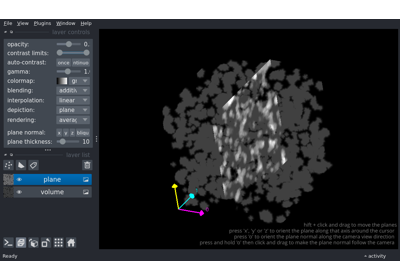 File View Plugins Window Help
layer controls
opacity: 0.
contrast limits:
auto-contrast: once
gamma: 1.
colormap:
blending:
interpolation: linear
depiction: plane
rendering:
plane normal: x y z
plane thickness: 10
layer list
plane
volume
shift + click and drag to move the plane
press 'x', 'y' or 'z' to orient the plane along that axis around the cursor
press 'o' to orient the plane normal along the camera view direction
press and hold 'o' then click and drag to make the plane normal follow the camera
Ready
activity